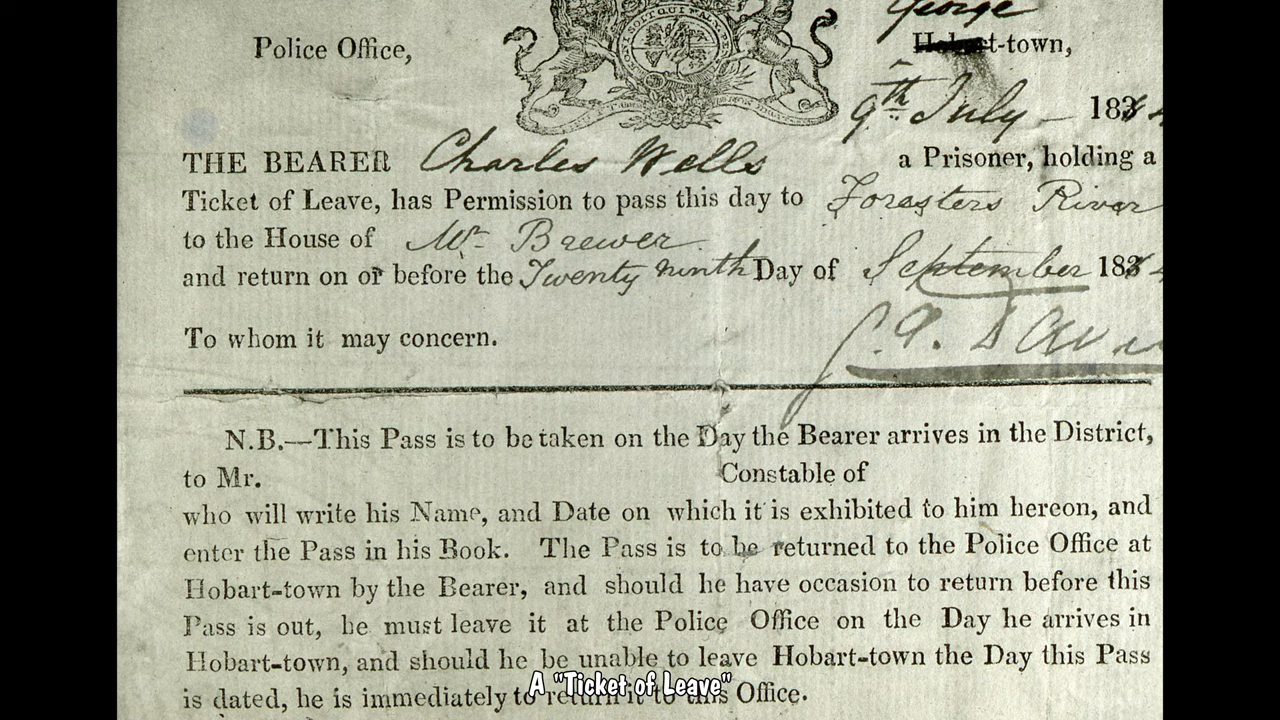 George
Police Office, Hobart-town,
9th July 183
THE BEARER Charles Wells a Prisoner, holding a
Ticket of Leave, has Permission to pass this day to Foresters River
to the House of Mr Brewer
and return on or before the Twenty ninth Day of September 183
To whom it may concern.
N.B.—This Pass is to be taken on the Day the Bearer arrives in the District,
to Mr. Constable of
who will write his Name, and Date on which it is exhibited to him hereon, and
enter the Pass in his Book. The Pass is to be returned to the Police Office at
Hobart-town by the Bearer, and should he have occasion to return before this
Pass is out, he must leave it at the Police Office on the Day he arrives in
Hobart-town, and should he be unable to leave Hobart-town the Day this Pass
is dated, he is immediately to return it to this Office.
A "Ticket of Leave"